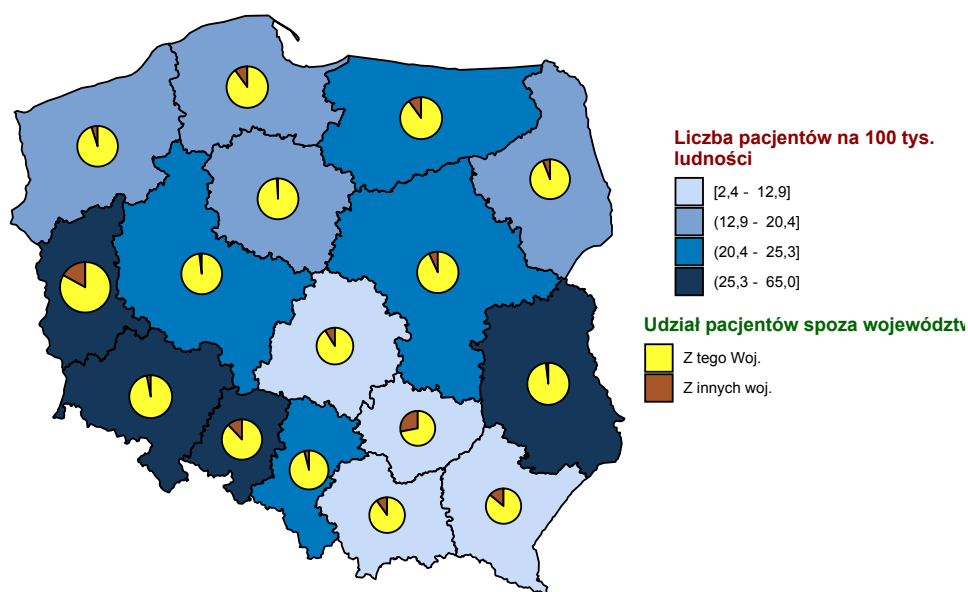 Liczba pacjentów na 100 tys.
ludności
[2,4 - 12,9]
(12,9 - 20,4]
(20,4 - 25,3]
(25,3 - 65,0]
Udział pacjentów spoza województw
Z tego Woj.
Z innych woj.